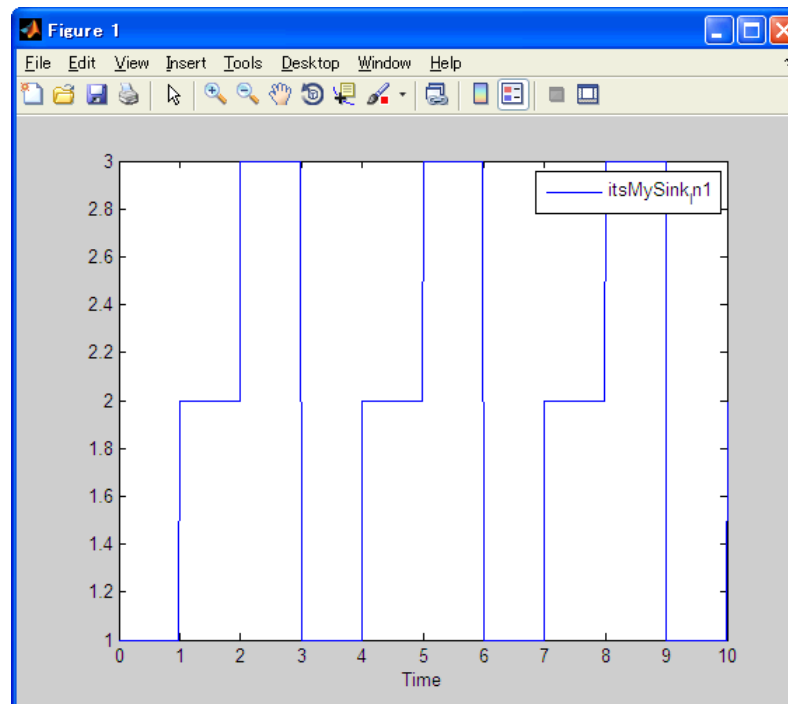 Figure 1
File Edit View Insert Tools Desktop Window Help
3
2.8
2.6
2.4
2.2
2
1.8
1.6
1.4
1.2
1
itsMySink_In1
0 1 2 3 4 5 6 7 8 9 10
Time